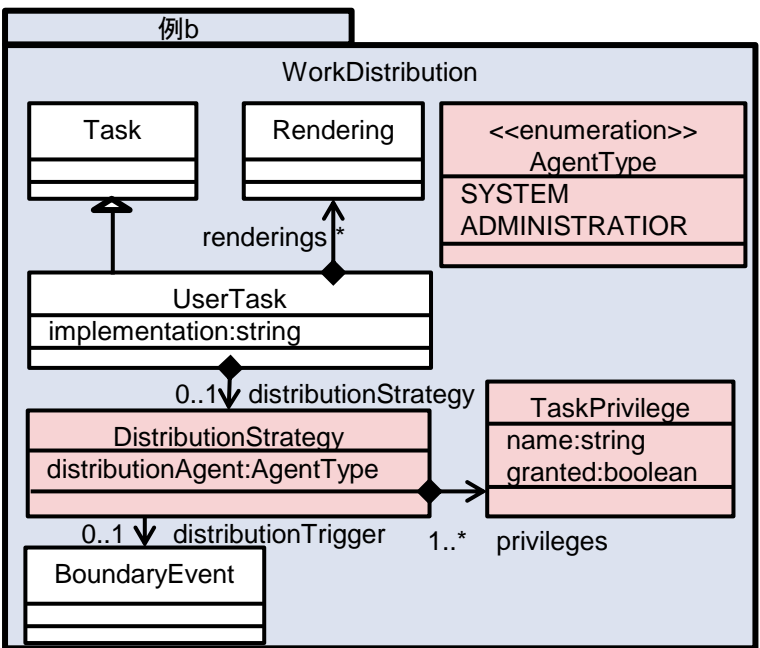 例b
WorkDistribution
Task
Rendering
<<enumeration>>
AgentType
SYSTEM
ADMINISTRATIOR
renderings *
UserTask
implementation:string
0..1 distributionStrategy
DistributionStrategy
distributionAgent:AgentType
TaskPrivilege
name:string
granted:boolean
0..1 distributionTrigger
1..* privileges
BoundaryEvent